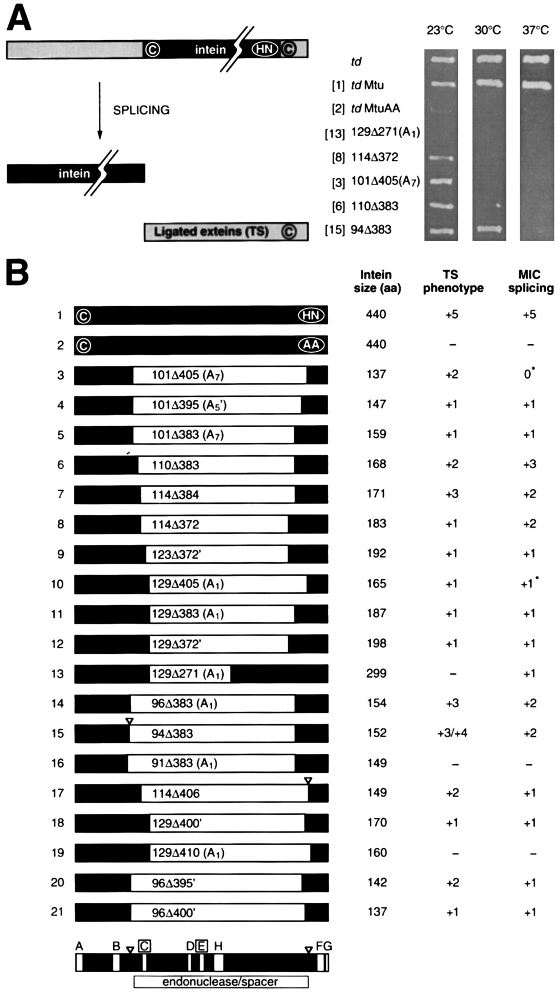 A
23°C 30°C 37°C
C intein HN C
td
[1] td Mtu
[2] td MtuAA
[13] 129Δ271(A1)
[8] 114Δ372
[3] 101Δ405(A7)
[6] 110Δ383
[15] 94Δ383
SPLICING
intein
Ligated exteins (TS) C
B
Intein size (aa) TS phenotype MIC splicing
1 C HN 440 +5 +5
2 C AA 440 – –
3 101Δ405 (A7) 137 +2 0*
4 101Δ395 (A5') 147 +1 +1
5 101Δ383 (A7) 159 +1 +1
6 110Δ383 168 +2 +3
7 114Δ384 171 +3 +2
8 114Δ372 183 +1 +2
9 123Δ372' 192 +1 +1
10 129Δ405 (A1) 165 +1 +1*
11 129Δ383 (A1) 187 +1 +1
12 129Δ372' 198 +1 +1
13 129Δ271 (A1) 299 – +1
14 96Δ383 (A1) 154 +3 +2
15 94Δ383 152 +3/+4 +2
16 91Δ383 (A1) 149 – –
17 114Δ406 149 +2 +1
18 129Δ400' 170 +1 +1
19 129Δ410 (A1) 160 – –
20 96Δ395' 142 +2 +1
21 96Δ400' 137 +1 +1
A B C D E H F G
endonuclease/spacer